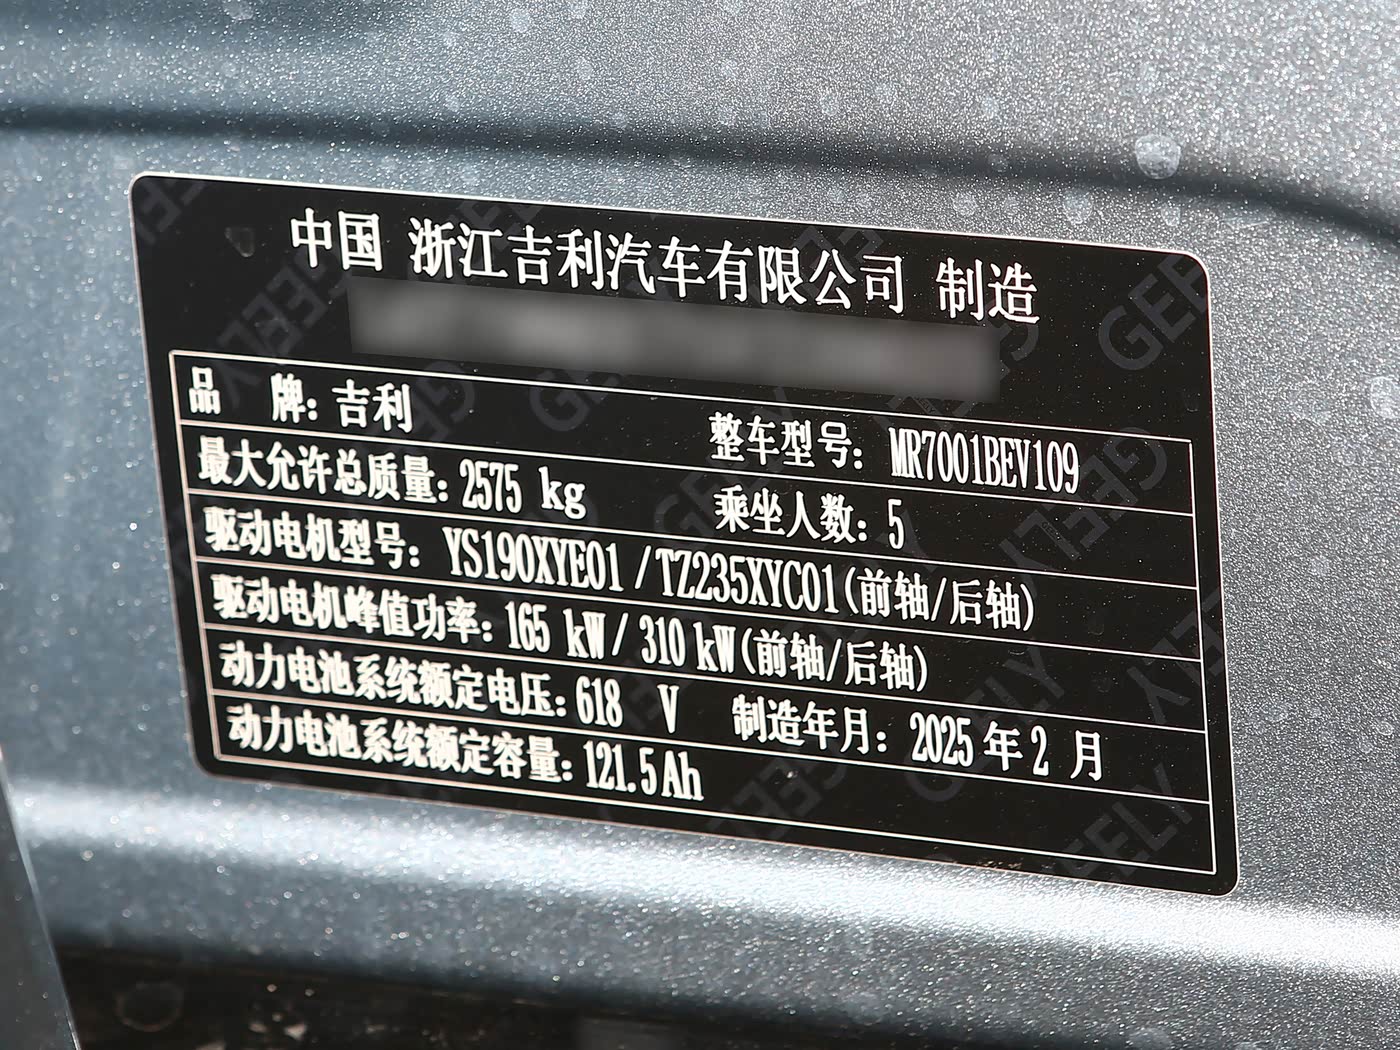 中国 浙江吉利汽车有限公司 制造
品 牌: 吉利 整车型号: MR7001BEV109
最大允许总质量: 2575 kg 乘坐人数: 5
驱动电机型号: YS190XYE01 /TZ235XYC01(前轴/后轴)
驱动电机峰值功率: 165 kW/ 310 kW(前轴/后轴)
动力电池系统额定电压: 618 V 制造年月: 2025 年 2 月
动力电池系统额定容量: 121.5Ah